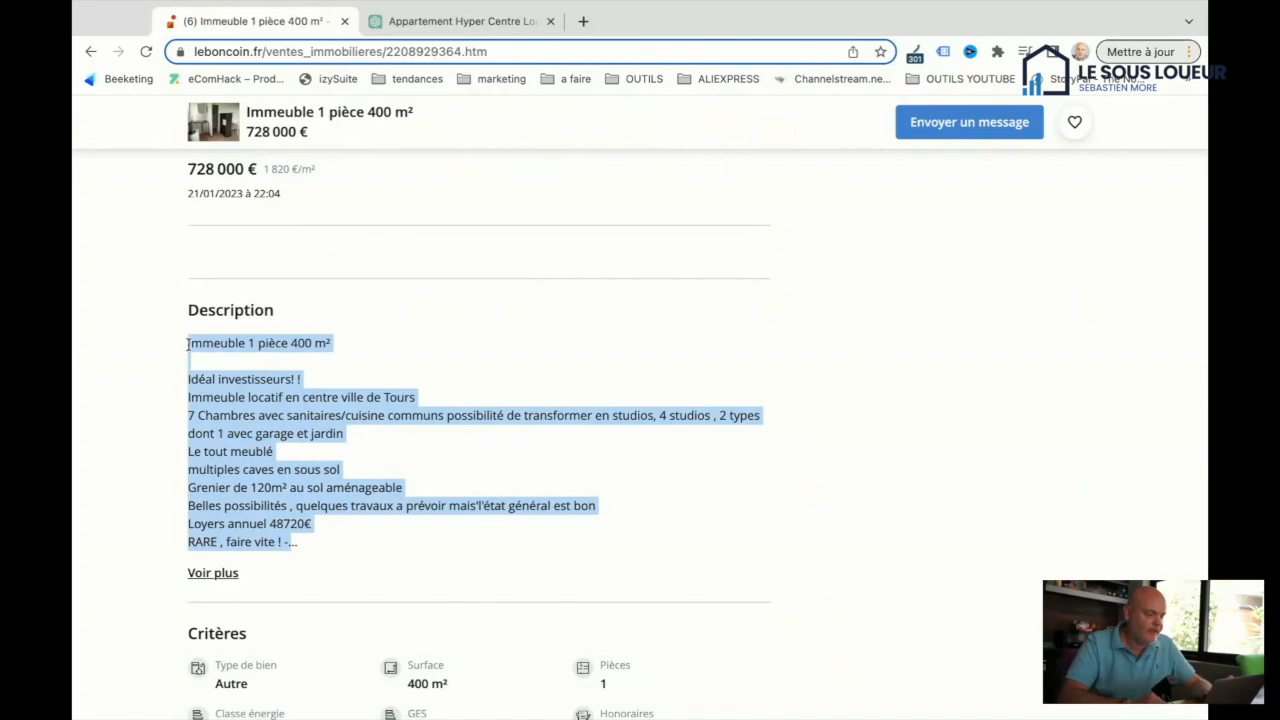 (6) Immeuble 1 pièce 400 m² -
Appartement Hyper Centre Lo
leboncoin.fr/ventes_immobilieres/2208929364.htm
301
Mettre à jour
Beeketing
eComHack – Prod...
izySuite
tendances
marketing
a faire
OUTILS
ALIEXPRESS
Channelstream.ne...
OUTILS YOUTUBE
LE SOUS LOUEUR
SEBASTIEN MORE
Immeuble 1 pièce 400 m²
728 000 €
Envoyer un message
728 000 € 1 820 €/m²
21/01/2023 à 22:04
Description
Immeuble 1 pièce 400 m²
Idéal investisseurs! !
Immeuble locatif en centre ville de Tours
7 Chambres avec sanitaires/cuisine communs possibilité de transformer en studios, 4 studios , 2 types
dont 1 avec garage et jardin
Le tout meublé
multiples caves en sous sol
Grenier de 120m² au sol aménageable
Belles possibilités , quelques travaux a prévoir mais'l'état général est bon
Loyers annuel 48720€
RARE , faire vite ! -...
Voir plus
Critères
Type de bien
Autre
Surface
400 m²
Pièces
1
Classe énergie
GES
Honoraires